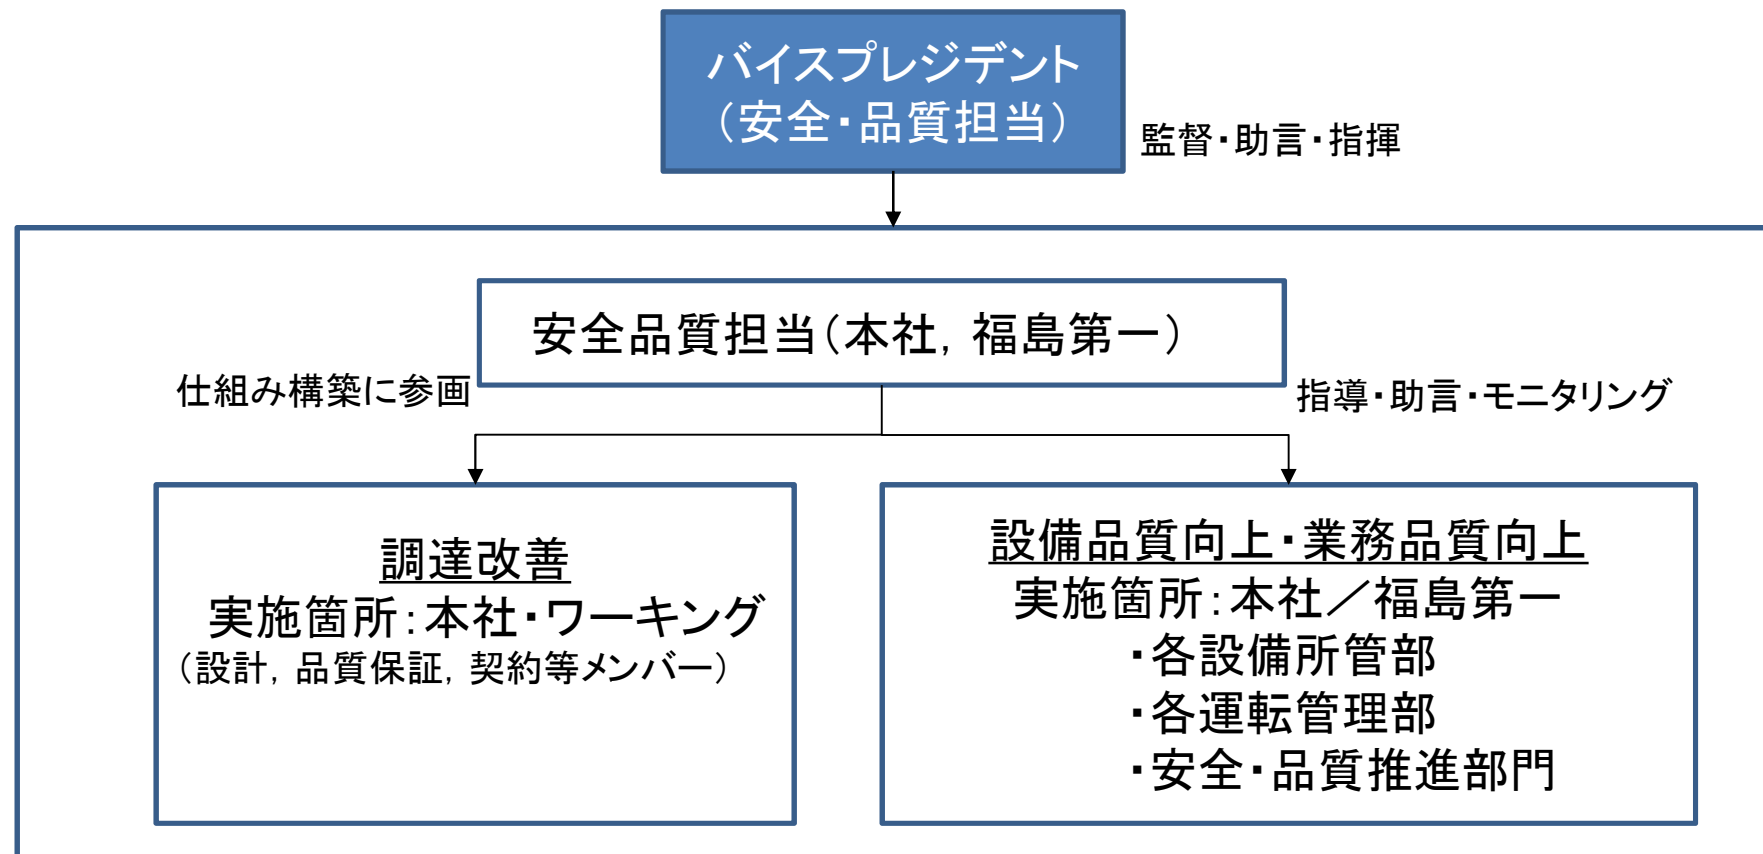 バイスプレジデント
（安全・品質担当）
監督・助言・指揮
安全品質担当（本社，福島第一）
仕組み構築に参画
指導・助言・モニタリング
調達改善
実施箇所：本社・ワーキング
（設計，品質保証，契約等メンバー）
設備品質向上・業務品質向上
実施箇所：本社／福島第一
・各設備所管部
・各運転管理部
・安全・品質推進部門